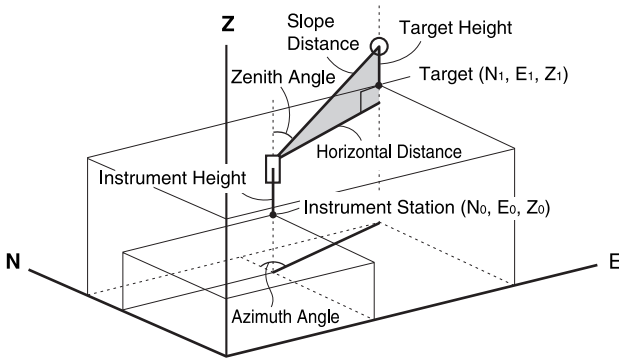 Slope
Distance
Target Height
Z
Zenith Angle
Target (N1, E1, Z1)
Horizontal Distance
Instrument Height
Instrument Station (N0, E0, Z0)
N
E
Azimuth Angle